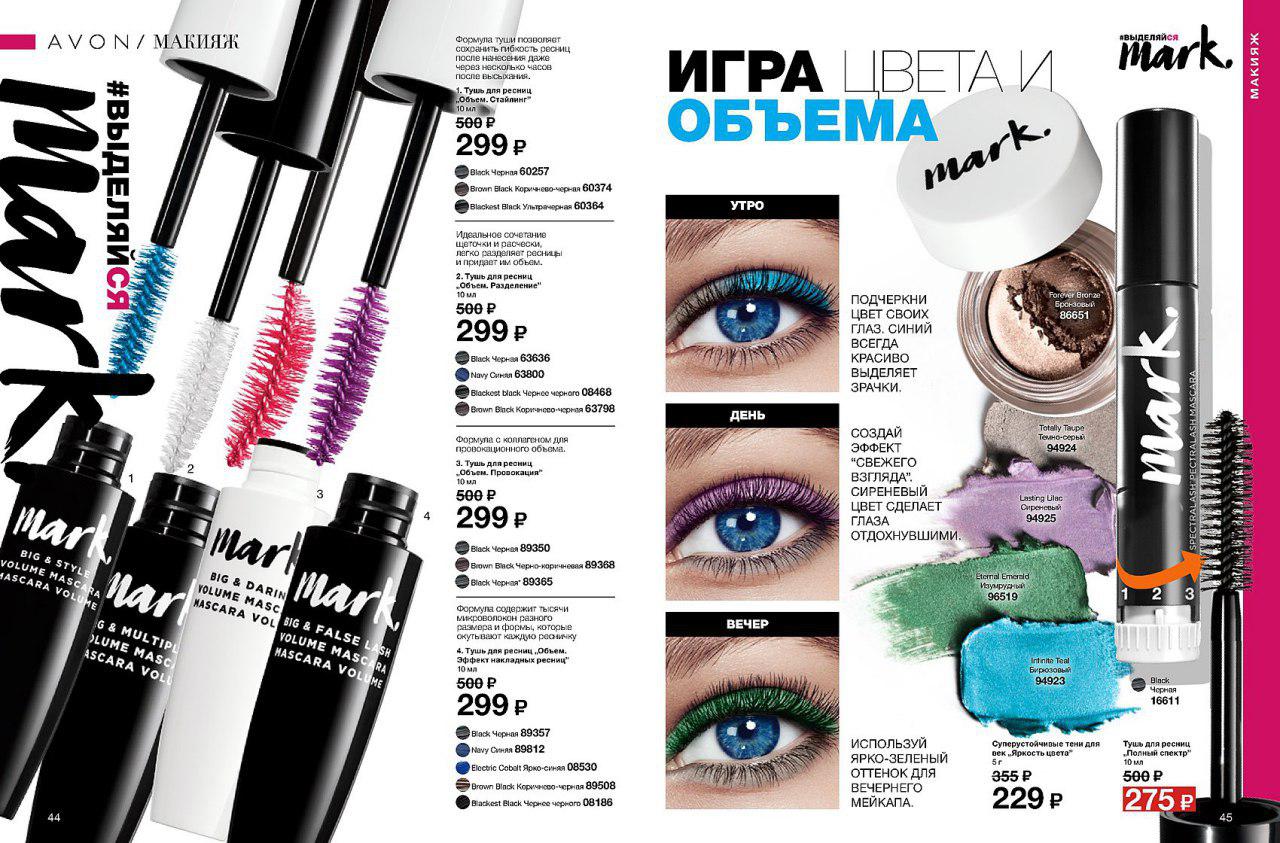 AVON / МАКИЯЖ
#ВЫДЕЛЯЙСЯ
mark.
Формула туши позволяет
сохранить гибкость ресниц
после нанесения даже
через несколько часов
после высыхания.
1. Тушь для ресниц
„Объем. Стайлинг"
10 мл
500 ₽
299 ₽
Black Черная 60257
Brown Black Коричнево-черная 60374
Blackest Black Ультрачерная 60364
Идеальное сочетание
щеточки и расчески,
легко разделяет ресницы
и придает им объем.
2. Тушь для ресниц
„Объем. Разделение"
10 мл
500 ₽
299 ₽
Black Черная 63636
Navy Синяя 63800
Blackest black Чернее черного 08468
Brown Black Коричнево-черная 63798
Формула с коллагеном для
провокационного объема.
3. Тушь для ресниц
„Объем. Провокация"
10 мл
500 ₽
299 ₽
Black Черная 89350
Brown Black Черно-коричневая 89368
Black Черная* 89365
Формула содержит тысячи
микроволокон разного
размера и формы, которые
окутывают каждую ресничку
4. Тушь для ресниц „Объем.
Эффект накладных ресниц"
10 мл
500 ₽
299 ₽
Black Черная 89357
Navy Синяя 89812
Electric Cobalt Ярко-синяя 08530
Brown Black Коричнево-черная 89508
Blackest Black Чернее черного 08186
1
2
3
4
mark.
BIG & STYLE
VOLUME MASCARA
MASCARA VOLUME
mark.
BIG & MULTIPL
VOLUME MASCA
MASCARA VOLU
mark.
BIG & DARIN
VOLUME MASC
MASCARA VOL
mark.
BIG & FALSE LASH
VOLUME MASCARA
MASCARA VOLUME
44
ИГРА ЦВЕТА И
ОБЪЕМА
#ВЫДЕЛЯЙСЯ
mark.
МАКИЯЖ
mark.
УТРО
ПОДЧЕРКНИ
ЦВЕТ СВОИХ
ГЛАЗ. СИНИЙ
ВСЕГДА
КРАСИВО
ВЫДЕЛЯЕТ
ЗРАЧКИ.
ДЕНЬ
СОЗДАЙ
ЭФФЕКТ
“СВЕЖЕГО
ВЗГЛЯДА”.
СИРЕНЕВЫЙ
ЦВЕТ СДЕЛАЕТ
ГЛАЗА
ОТДОХНУВШИМИ.
ВЕЧЕР
ИСПОЛЬЗУЙ
ЯРКО-ЗЕЛЕНЫЙ
ОТТЕНОК ДЛЯ
ВЕЧЕРНЕГО
МЕЙКАПА.
Forever Bronze
Бронзовый
86651
Totally Taupe
Темно-серый
94924
Lasting Lilac
Сиреневый
94925
Eternal Emerald
Изумрудный
96519
Infinite Teal
Бирюзовый
94923
mark.
SPECTRALASH PECTRALASH MASCARA
1 2 3
Black
Черная
16611
Суперустойчивые тени для
век „Яркость цвета"
5 г
355 ₽
229 ₽
Тушь для ресниц
„Полный спектр"
10 мл
500 ₽
275 ₽
45